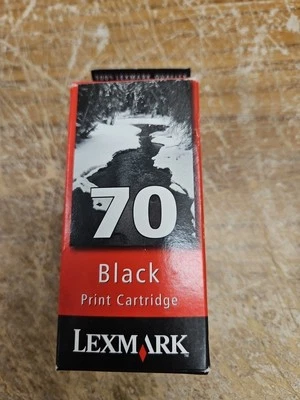 70
Black
Print Cartridge
LEXMARK